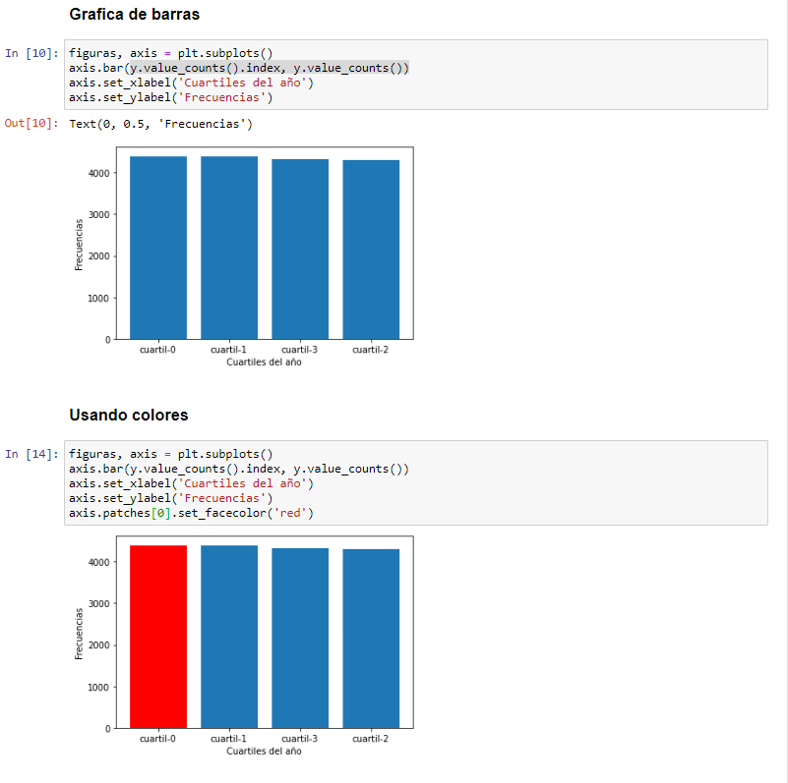 Grafica de barras
In [10]: figuras, axis = plt.subplots()
axis.bar(y.value_counts().index, y.value_counts())
axis.set_xlabel('Cuartiles del año')
axis.set_ylabel('Frecuencias')
Out[10]: Text(0, 0.5, 'Frecuencias')
4000
3000
2000
1000
0
Frecuencias
cuartil-0 cuartil-1 cuartil-3 cuartil-2
Cuartiles del año
Usando colores
In [14]: figuras, axis = plt.subplots()
axis.bar(y.value_counts().index, y.value_counts())
axis.set_xlabel('Cuartiles del año')
axis.set_ylabel('Frecuencias')
axis.patches[0].set_facecolor('red')
4000
3000
2000
1000
0
Frecuencias
cuartil-0 cuartil-1 cuartil-3 cuartil-2
Cuartiles del año